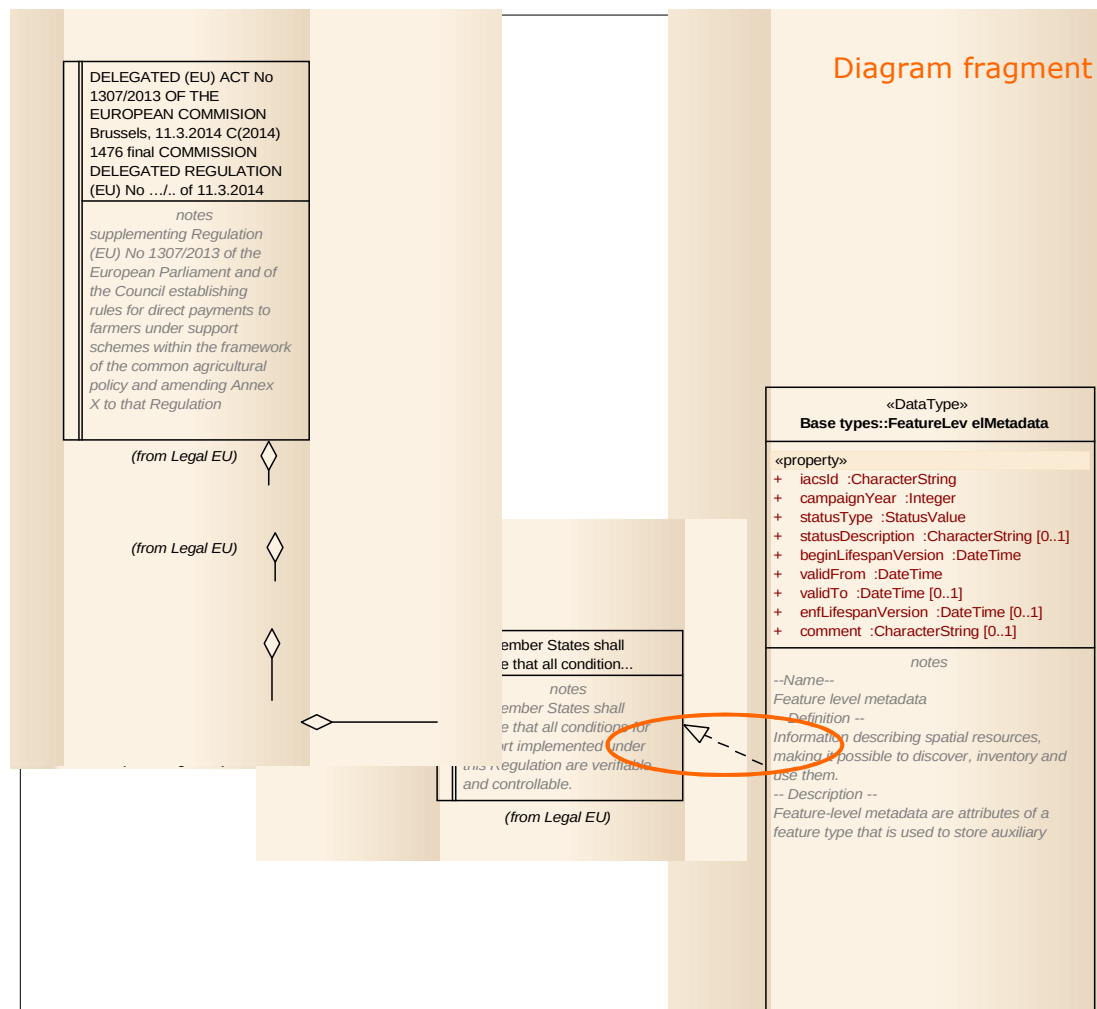 Diagram fragment
DELEGATED (EU) ACT No
1307/2013 OF THE
EUROPEAN COMMISION
Brussels, 11.3.2014 C(2014)
1476 final COMMISSION
DELEGATED REGULATION
(EU) No …/.. of 11.3.2014
notes
supplementing Regulation
(EU) No 1307/2013 of the
European Parliament and of
the Council establishing
rules for direct payments to
farmers under support
schemes within the framework
of the common agricultural
policy and amending Annex
X to that Regulation
(from Legal EU)
(from Legal EU)
ember States shall
e that all condition...
notes
ember States shall
e that all conditions for
rt implemented under
this Regulation are verifiable
and controllable.
(from Legal EU)
«DataType»
Base types::FeatureLev elMetadata
«property»
+ iacsId :CharacterString
+ campaignYear :Integer
+ statusType :StatusValue
+ statusDescription :CharacterString [0..1]
+ beginLifespanVersion :DateTime
+ validFrom :DateTime
+ validTo :DateTime [0..1]
+ enfLifespanVersion :DateTime [0..1]
+ comment :CharacterString [0..1]
notes
--Name--
Feature level metadata
-- Definition --
Information describing spatial resources,
making it possible to discover, inventory and
use them.
-- Description --
Feature-level metadata are attributes of a
feature type that is used to store auxiliary